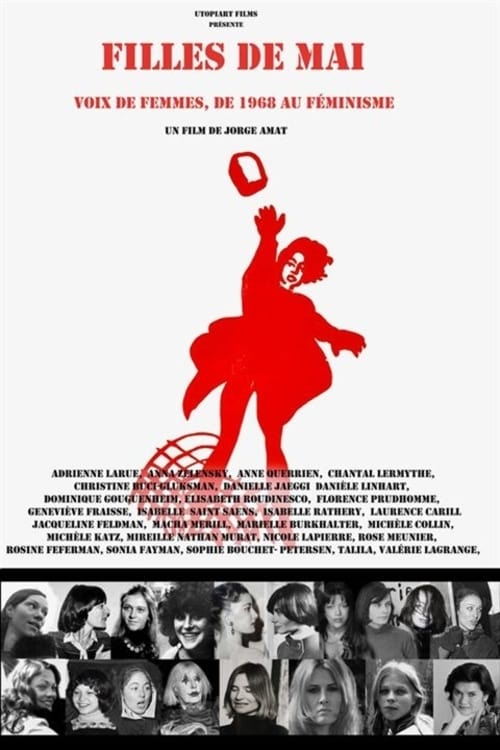 UTOPIART FILMS
PRÉSENTE
FILLES DE MAI
VOIX DE FEMMES, DE 1968 AU FÉMINISME
UN FILM DE JORGE AMAT
ADRIENNE LARUE, ANNA ZELENSKY, ANNE QUERRIEN, CHANTAL LERMYTHE,
CHRISTINE BUCI-GLUKSMAN, DANIELLE JAEGGI DANIÈLE LINHART,
DOMINIQUE GOUGUENHEIM, ÉLISABETH ROUDINESCO, FLORENCE PRUDHOMME,
GENEVIÈVE FRAISSE, ISABELLE SAINT SAENS, ISABELLE RATHERY, LAURENCE CARILL
JACQUELINE FELDMAN, MACHA MERILL, MARIELLE BURKHALTER, MICHÈLE COLLIN,
MICHÈLE KATZ, MIREILLE NATHAN MURAT, NICOLE LAPIERRE, ROSE MEUNIER,
ROSINE FEFERMAN, SONIA FAYMAN, SOPHIE BOUCHET- PETERSEN, TALILA, VALÉRIE LAGRANGE,